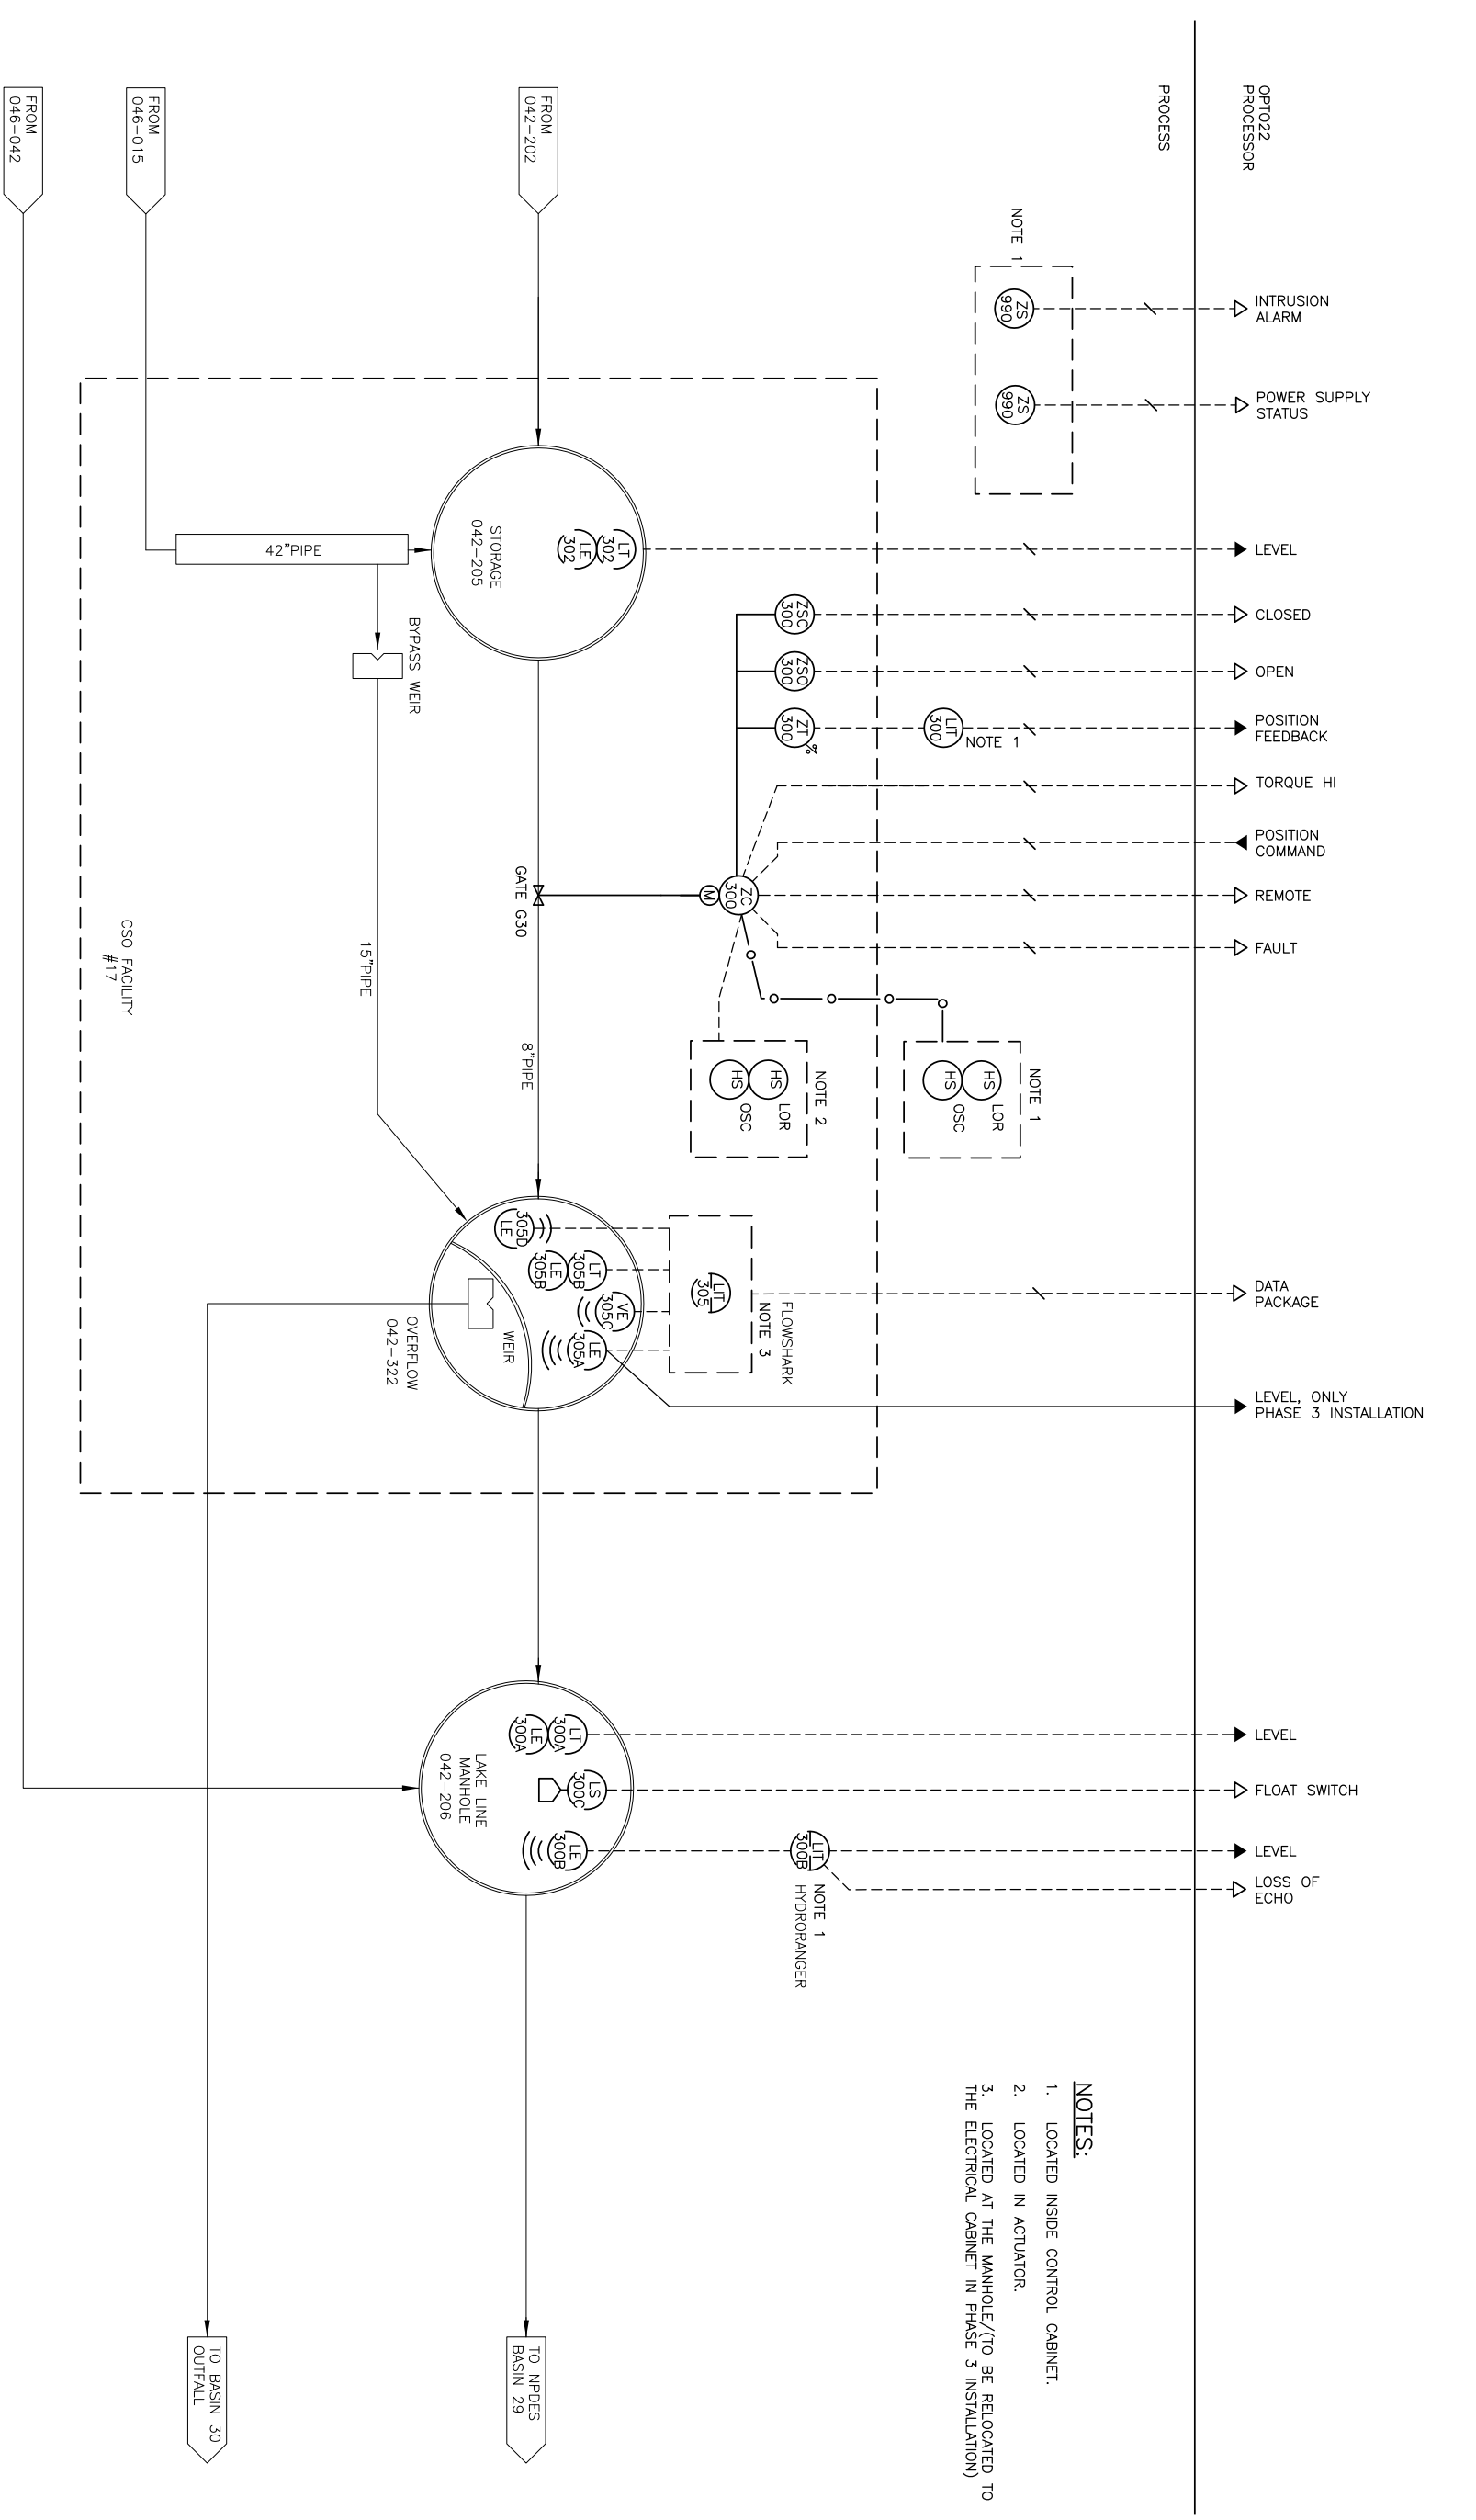 OPTO22
PROCESSOR
PROCESS
INTRUSION
ALARM
POWER SUPPLY
STATUS
LEVEL
CLOSED
OPEN
POSITION
FEEDBACK
TORQUE HI
POSITION
COMMAND
REMOTE
FAULT
DATA
PACKAGE
LEVEL, ONLY
PHASE 3 INSTALLATION
LEVEL
FLOAT SWITCH
LEVEL
LOSS OF
ECHO
NOTE 1
ZS
990
ZS
990
FROM
042-202
FROM
046-015
FROM
046-042
STORAGE
042-205
LT
302
LE
302
42"PIPE
BYPASS WEIR
ZSC
300
ZSO
300
ZT
300
%
LIT
300
NOTE 1
ZC
300
M
GATE G30
15"PIPE
8"PIPE
CSO FACILITY
#17
NOTE 1
HS
LOR
HS
OSC
NOTE 2
HS
LOR
HS
OSC
FLOWSHARK
NOTE 3
LIT
305
305D
LE
LT
305B
LE
305B
VE
305C
LE
305A
WEIR
OVERFLOW
042-322
LT
300A
LE
300A
LS
300C
LE
300B
LIT
300B
NOTE 1
HYDRORANGER
LAKE LINE
MANHOLE
042-206
TO NPDES
BASIN 29
TO BASIN 30
OUTFALL
NOTES:
1. LOCATED INSIDE CONTROL CABINET.
2. LOCATED IN ACTUATOR.
3. LOCATED AT THE MANHOLE/(TO BE RELOCATED TO
THE ELECTRICAL CABINET IN PHASE 3 INSTALLATION)